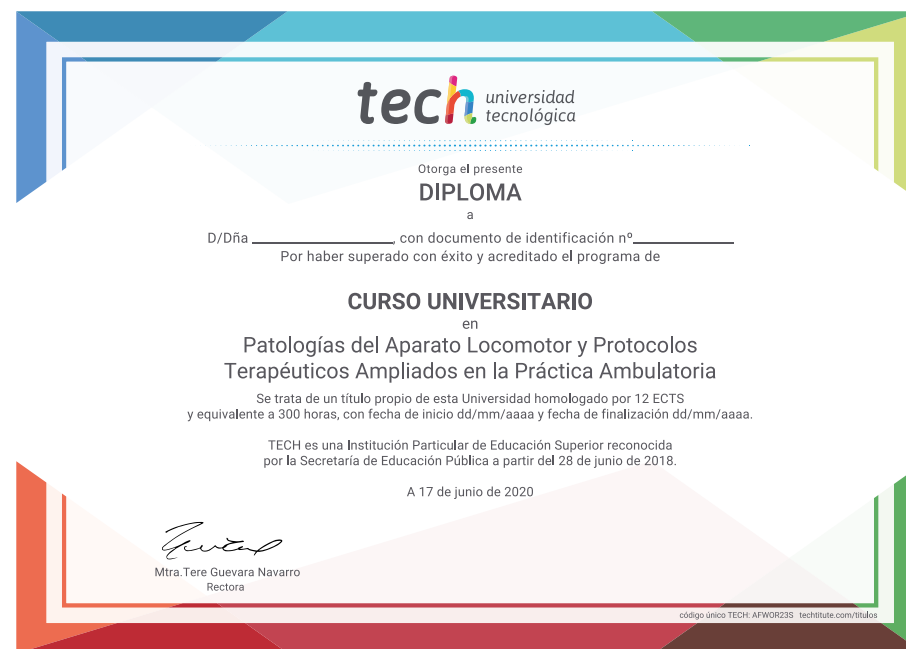 tech universidad
tecnológica
Otorga el presente
DIPLOMA
a
D/Dña ____________________, con documento de identificación nº______________
Por haber superado con éxito y acreditado el programa de
CURSO UNIVERSITARIO
en
Patologías del Aparato Locomotor y Protocolos
Terapéuticos Ampliados en la Práctica Ambulatoria
Se trata de un título propio de esta Universidad homologado por 12 ECTS
y equivalente a 300 horas, con fecha de inicio dd/mm/aaaa y fecha de finalización dd/mm/aaaa.
TECH es una Institución Particular de Educación Superior reconocida
por la Secretaría de Educación Pública a partir del 28 de junio de 2018.
A 17 de junio de 2020
Mtra.Tere Guevara Navarro
Rectora
código único TECH: AFWOR23S techtitute.com/titulos